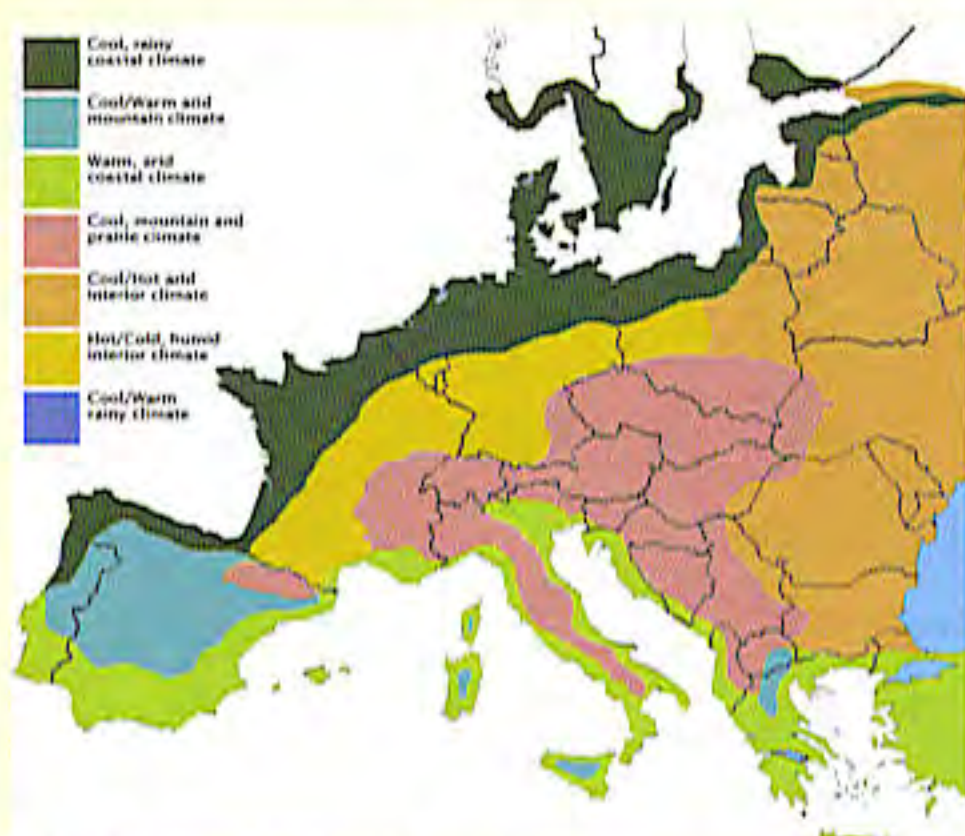 Cool, rainy
coastal climate
Cool/Warm and
mountain climate
Warm, arid
coastal climate
Cool, mountain and
prairie climate
Cool/Hot arid
interior climate
Hot/Cold, humid
interior climate
Cool/Warm
rainy climate